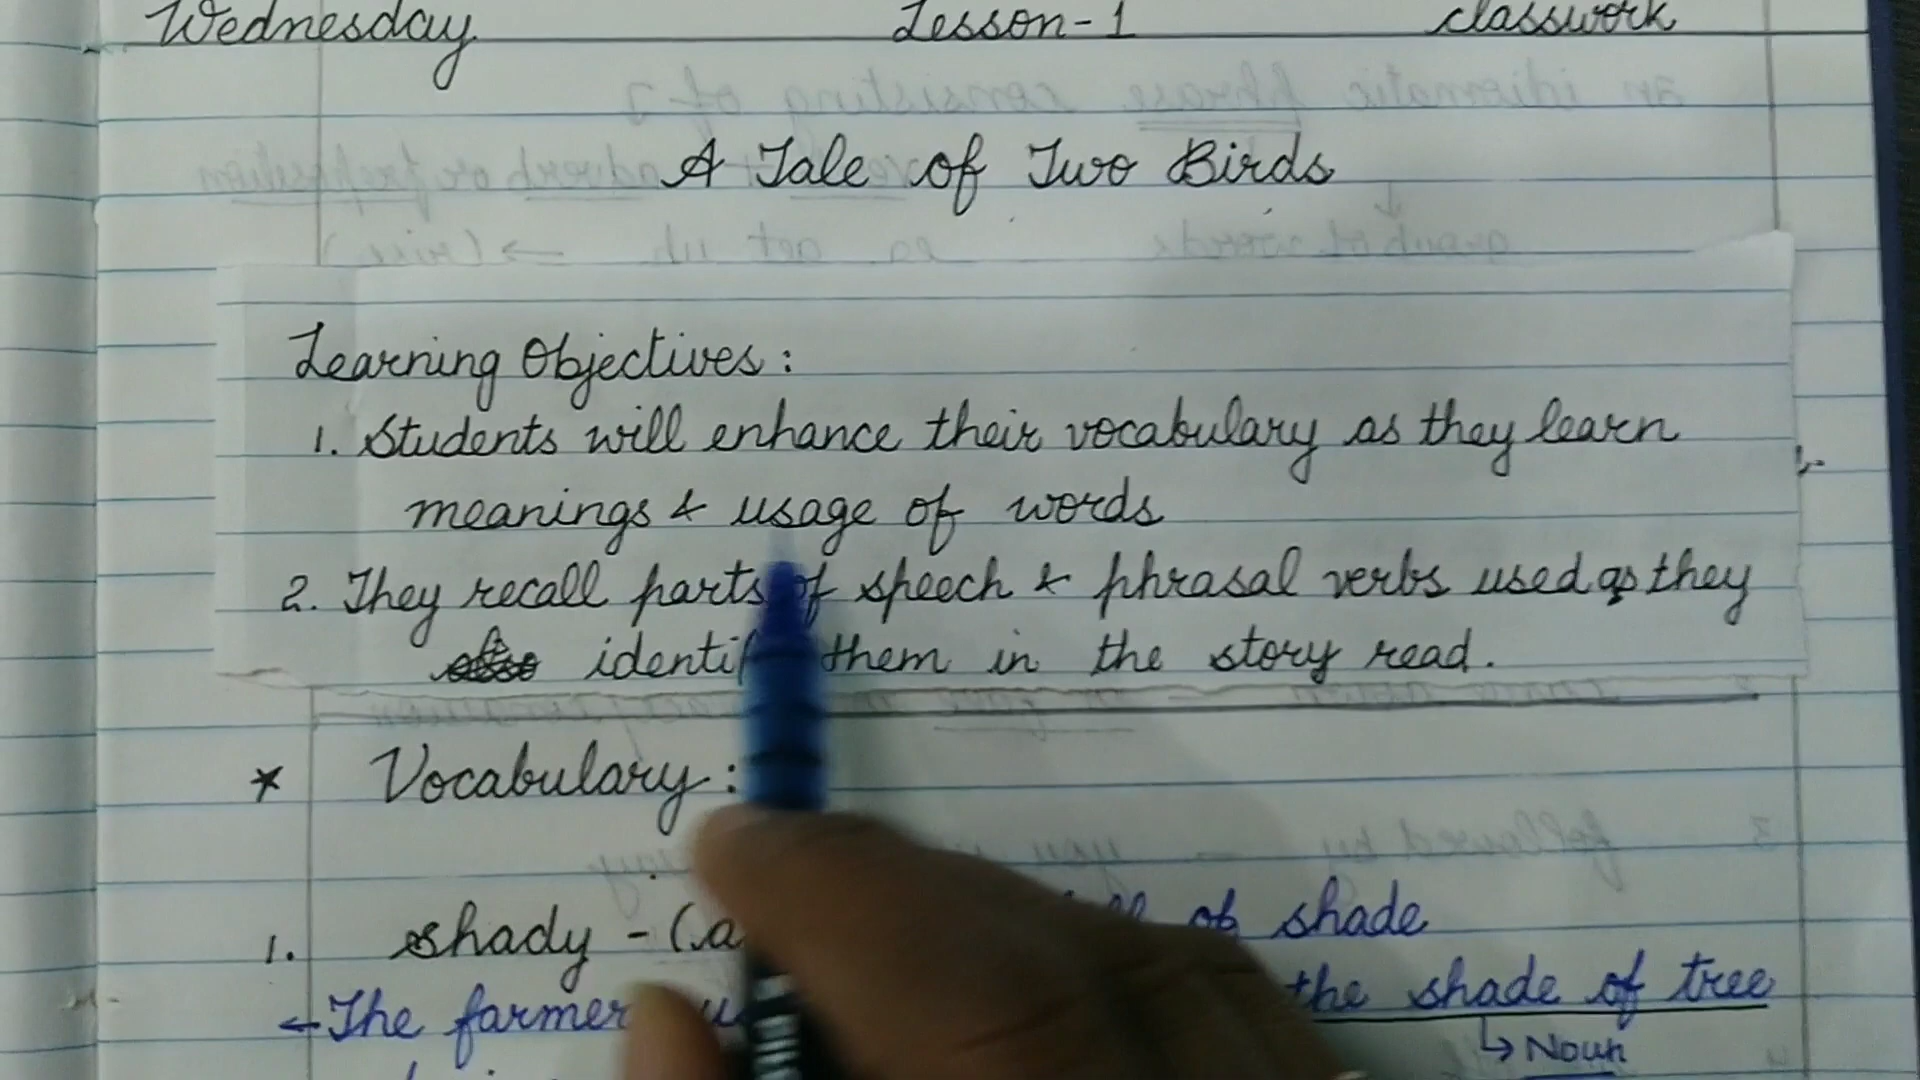 Wednesday Lesson-1 classwork
A Tale of Two Birds
Learning Objectives:
1. Students will enhance their vocabulary as they learn
meanings & usage of words
2. They recall parts of speech & phrasal verbs used as they
identify them in the story read.
* Vocabulary:
1. shady - (a of shade
The farmer the shade of tree
↳ Noun